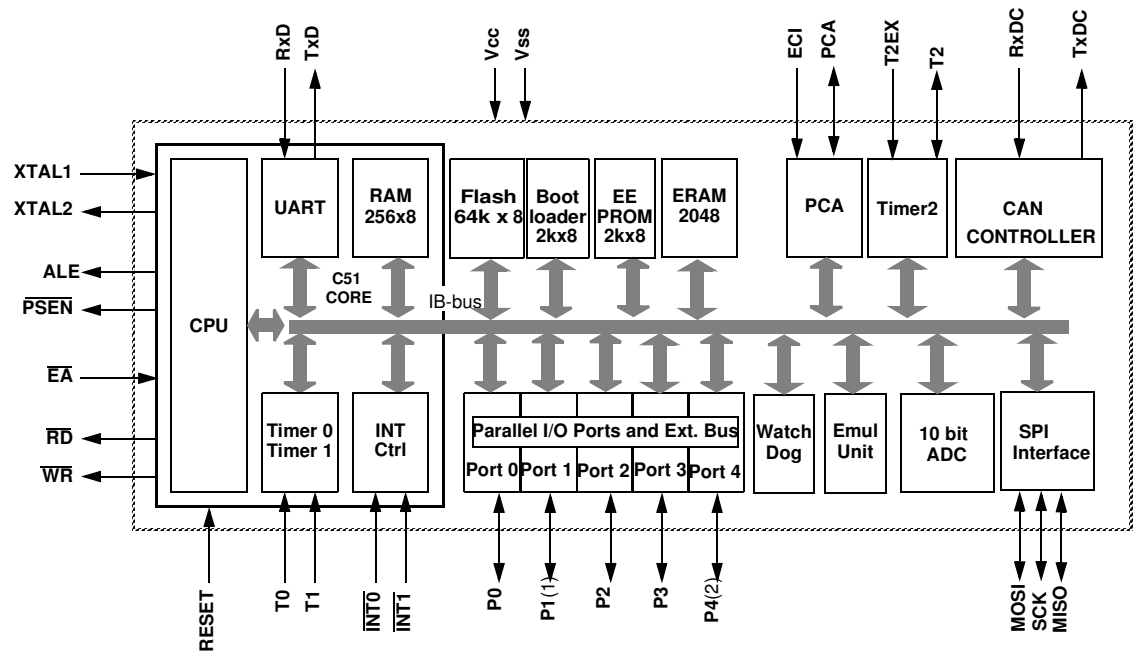 RxD
TxD
Vcc
Vss
ECI
PCA
T2EX
T2
RxDC
TxDC
XTAL1
XTAL2
ALE
PSEN
EA
RD
WR
CPU
UART
RAM
256x8
C51
CORE
IB-bus
Flash
64k x 8
Boot
loader
2kx8
EE
PROM
2kx8
ERAM
2048
PCA
Timer2
CAN
CONTROLLER
Timer 0
Timer 1
INT
Ctrl
Parallel I/O Ports and Ext. Bus
Port 0
Port 1
Port 2
Port 3
Port 4
Watch
Dog
Emul
Unit
10 bit
ADC
SPI
Interface
RESET
T0
T1
INT0
INT1
P0
P1(1)
P2
P3
P4(2)
MOSI
SCK
MISO